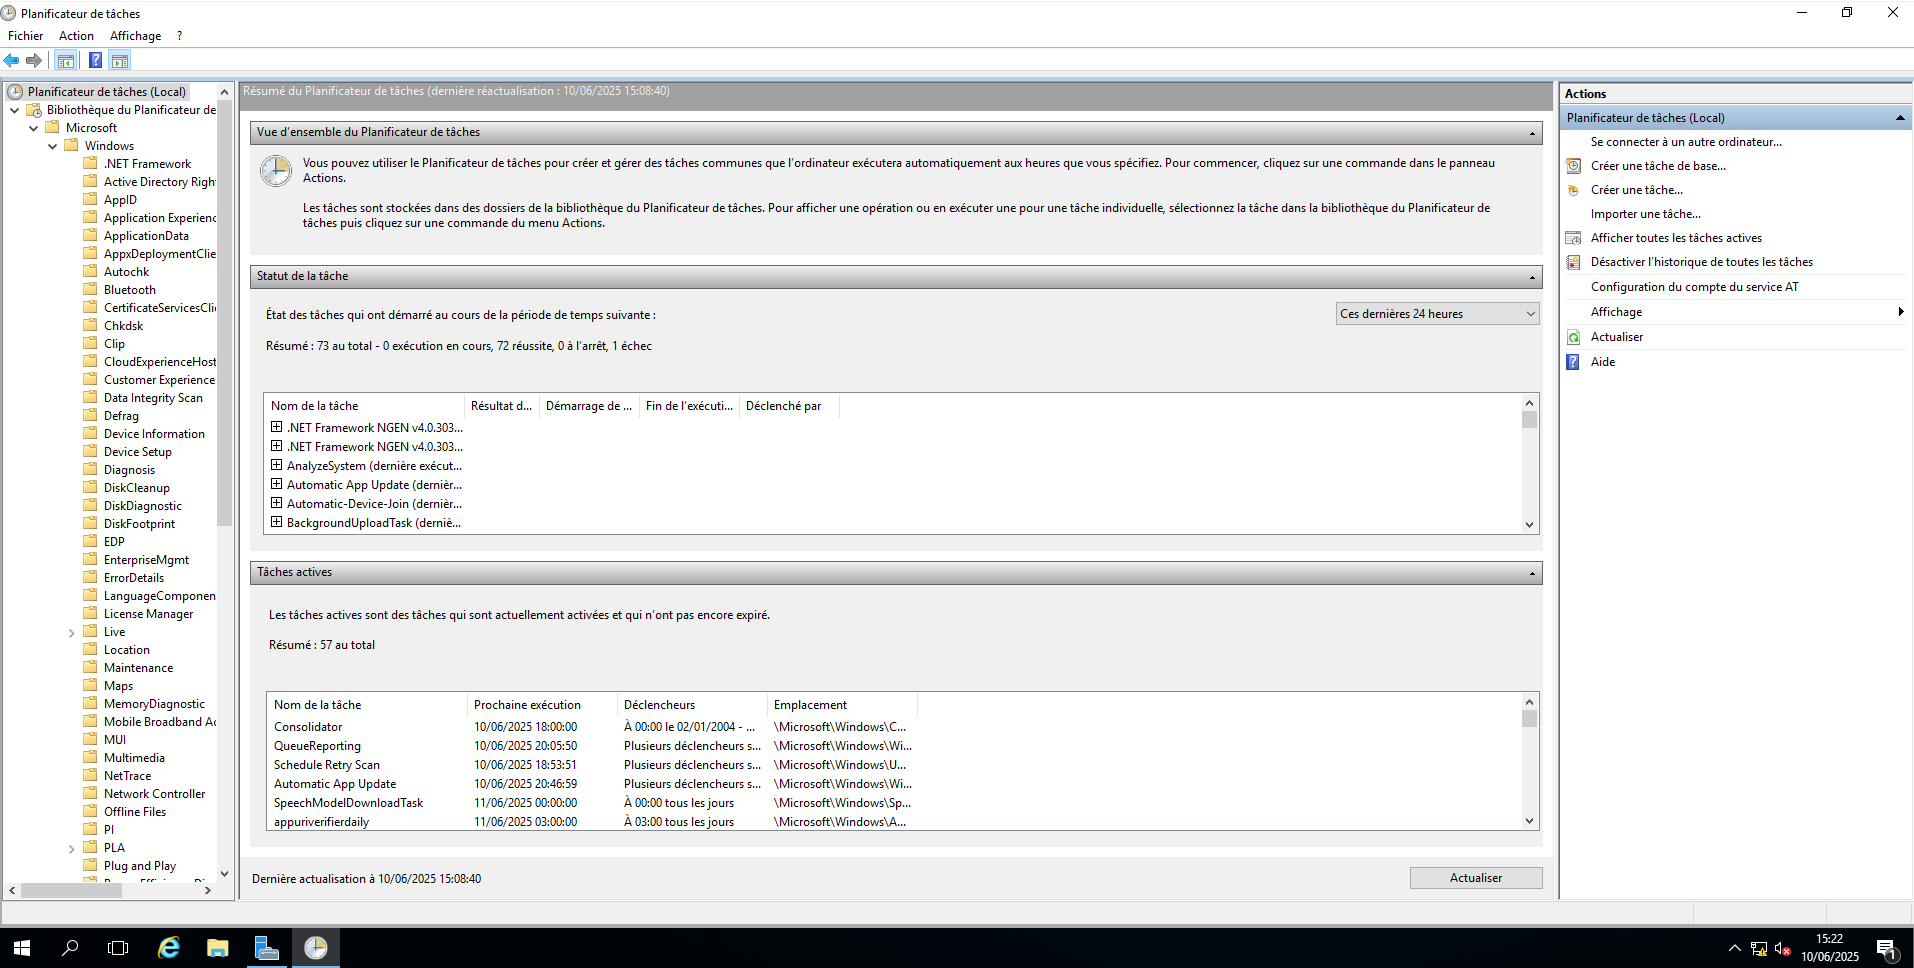 Planificateur de tâches
Fichier Action Affichage ?
Planificateur de tâches (Local)
Bibliothèque du Planificateur de
Microsoft
Windows
.NET Framework
Active Directory Righ
AppID
Application Experienc
ApplicationData
AppxDeploymentClie
Autochk
Bluetooth
CertificateServicesCli
Chkdsk
Clip
CloudExperienceHost
Customer Experience
Data Integrity Scan
Defrag
Device Information
Device Setup
Diagnosis
DiskCleanup
DiskDiagnostic
DiskFootprint
EDP
EnterpriseMgmt
ErrorDetails
LanguageComponen
License Manager
Live
Location
Maintenance
Maps
MemoryDiagnostic
Mobile Broadband Ac
MUI
Multimedia
NetTrace
Network Controller
Offline Files
PI
PLA
Plug and Play
Résumé du Planificateur de tâches (dernière réactualisation : 10/06/2025 15:08:40)
Vue d'ensemble du Planificateur de tâches
Vous pouvez utiliser le Planificateur de tâches pour créer et gérer des tâches communes que l'ordinateur exécutera automatiquement aux heures que vous spécifiez. Pour commencer, cliquez sur une commande dans le panneau
Actions.
Les tâches sont stockées dans des dossiers de la bibliothèque du Planificateur de tâches. Pour afficher une opération ou en exécuter une pour une tâche individuelle, sélectionnez la tâche dans la bibliothèque du Planificateur de
tâches puis cliquez sur une commande du menu Actions.
Statut de la tâche
État des tâches qui ont démarré au cours de la période de temps suivante :
Ces dernières 24 heures
Résumé : 73 au total - 0 exécution en cours, 72 réussite, 0 à l'arrêt, 1 échec
Nom de la tâche Résultat d... Démarrage de ... Fin de l'exécuti... Déclenché par
.NET Framework NGEN v4.0.303...
.NET Framework NGEN v4.0.303...
AnalyzeSystem (dernière exécut...
Automatic App Update (dernièr...
Automatic-Device-Join (dernièr...
BackgroundUploadTask (derniè...
Tâches actives
Les tâches actives sont des tâches qui sont actuellement activées et qui n'ont pas encore expiré.
Résumé : 57 au total
Nom de la tâche Prochaine exécution Déclencheurs Emplacement
Consolidator 10/06/2025 18:00:00 À 00:00 le 02/01/2004 - ... \Microsoft\Windows\C...
QueueReporting 10/06/2025 20:05:50 Plusieurs déclencheurs s... \Microsoft\Windows\Wi...
Schedule Retry Scan 10/06/2025 18:53:51 Plusieurs déclencheurs s... \Microsoft\Windows\U...
Automatic App Update 10/06/2025 20:46:59 Plusieurs déclencheurs s... \Microsoft\Windows\Wi...
SpeechModelDownloadTask 11/06/2025 00:00:00 À 00:00 tous les jours \Microsoft\Windows\Sp...
appuriverifierdaily 11/06/2025 03:00:00 À 03:00 tous les jours \Microsoft\Windows\A...
Dernière actualisation à 10/06/2025 15:08:40
Actualiser
Actions
Planificateur de tâches (Local)
Se connecter à un autre ordinateur...
Créer une tâche de base...
Créer une tâche...
Importer une tâche...
Afficher toutes les tâches actives
Désactiver l'historique de toutes les tâches
Configuration du compte du service AT
Affichage
Actualiser
Aide
15:22
10/06/2025
1